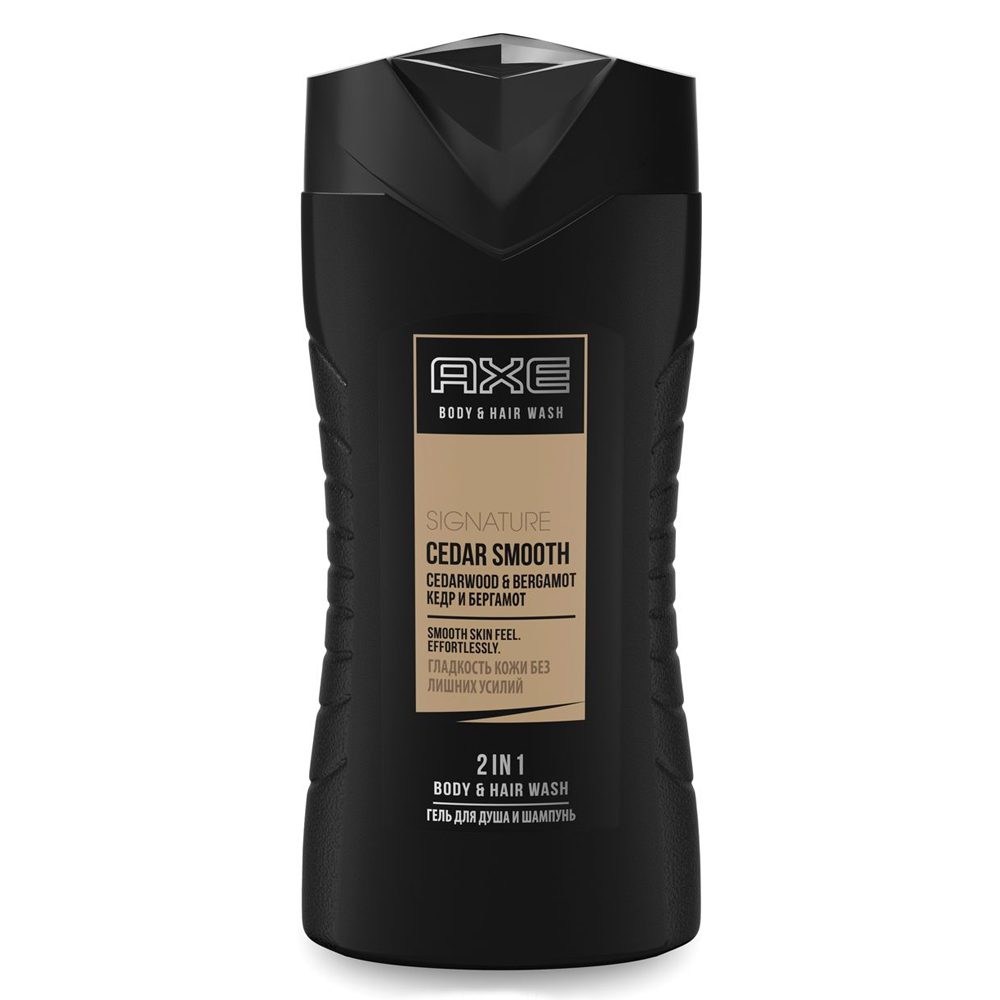 AXE
BODY & HAIR WASH
SIGNATURE
CEDAR SMOOTH
CEDARWOOD & BERGAMOT
КЕДР И БЕРГАМОТ
SMOOTH SKIN FEEL.
EFFORTLESSLY.
ГЛАДКОСТЬ КОЖИ БЕЗ
ЛИШНИХ УСИЛИЙ
2 IN 1
BODY & HAIR WASH
ГЕЛЬ ДЛЯ ДУША И ШАМПУНЬ